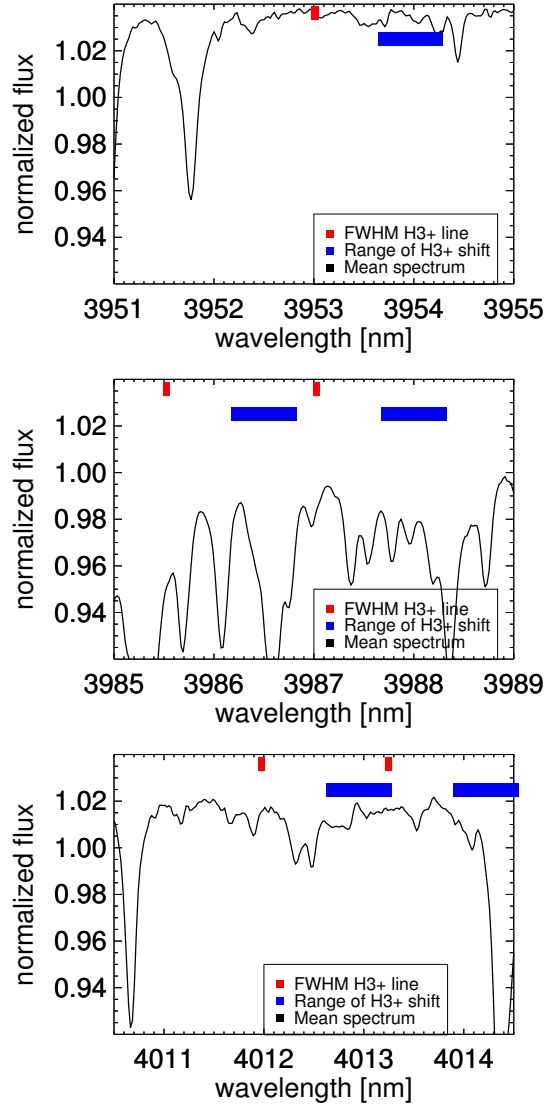 1.02
1.00
0.98
0.96
0.94
normalized flux
FWHM H3+ line
Range of H3+ shift
Mean spectrum
3951 3952 3953 3954 3955
wavelength [nm]
1.02
1.00
0.98
0.96
0.94
normalized flux
FWHM H3+ line
Range of H3+ shift
Mean spectrum
3985 3986 3987 3988 3989
wavelength [nm]
1.02
1.00
0.98
0.96
0.94
normalized flux
FWHM H3+ line
Range of H3+ shift
Mean spectrum
4011 4012 4013 4014
wavelength [nm]